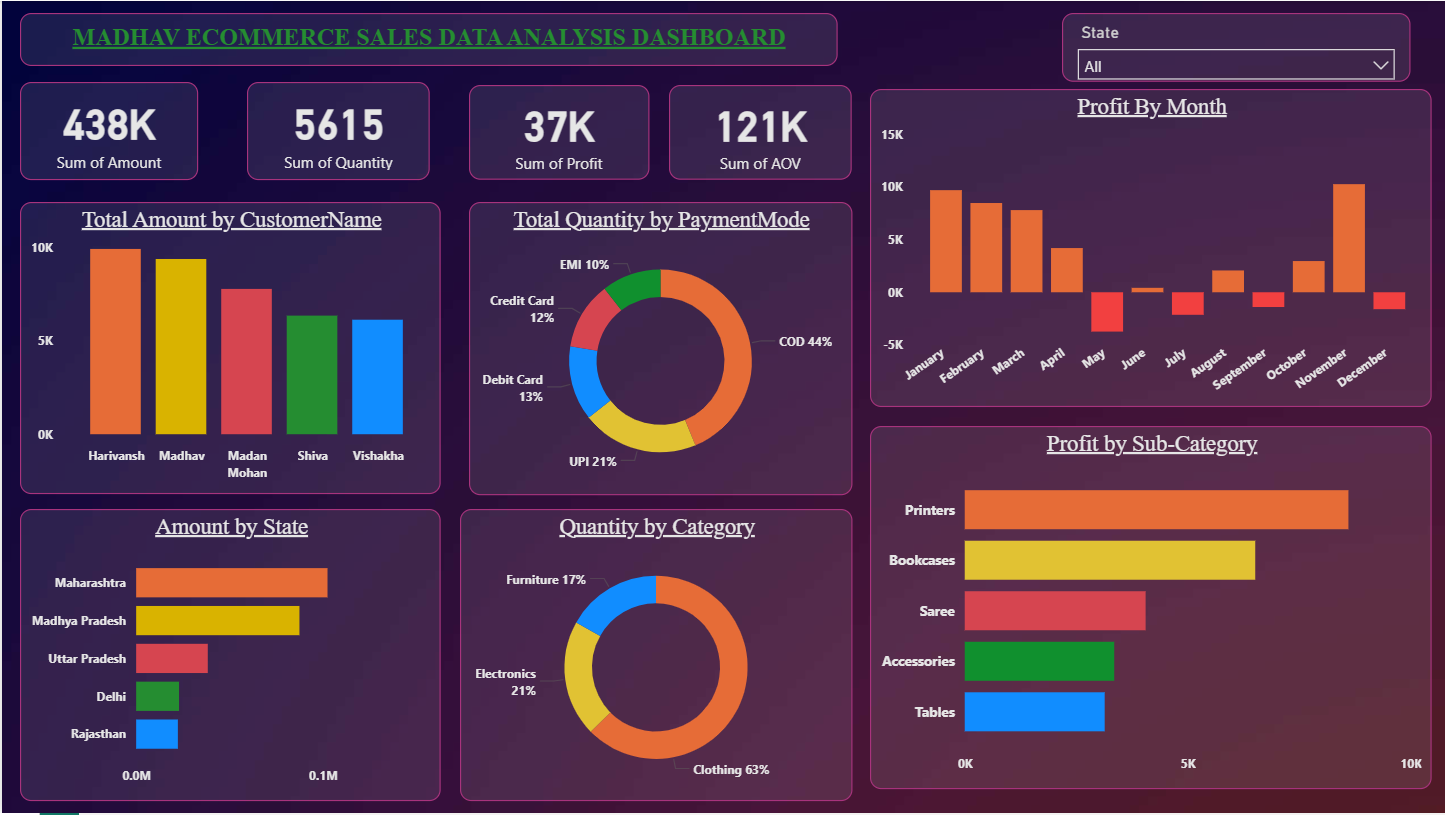 MADHAV ECOMMERCE SALES DATA ANALYSIS DASHBOARD
State
All
438K
Sum of Amount
5615
Sum of Quantity
37K
Sum of Profit
121K
Sum of AOV
Total Amount by CustomerName
10K
5K
0K
Harivansh
Madhav
Madan
Mohan
Shiva
Vishakha
Total Quantity by PaymentMode
EMI 10%
Credit Card
12%
Debit Card
13%
UPI 21%
COD 44%
Profit By Month
15K
10K
5K
0K
-5K
January
February
March
April
May
June
July
August
September
October
November
December
Amount by State
Maharashtra
Madhya Pradesh
Uttar Pradesh
Delhi
Rajasthan
0.0M
0.1M
Quantity by Category
Furniture 17%
Electronics
21%
Clothing 63%
Profit by Sub-Category
Printers
Bookcases
Saree
Accessories
Tables
0K
5K
10K